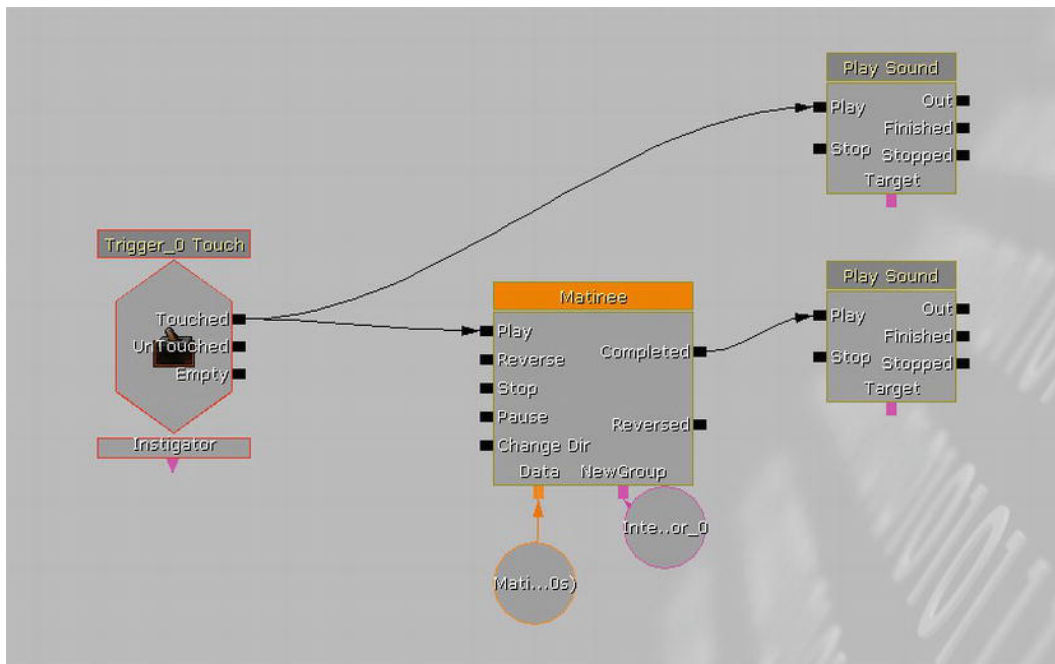 Play Sound
Play
Out
Finished
Stop
Stopped
Target
Trigger_0 Touch
Touched
UnTouched
Empty
Instigator
Matinee
Play
Completed
Reverse
Stop
Pause
Reversed
Change Dir
Data
NewGroup
Inte..or_0
Mati...0s)
Play Sound
Play
Out
Finished
Stop
Stopped
Target